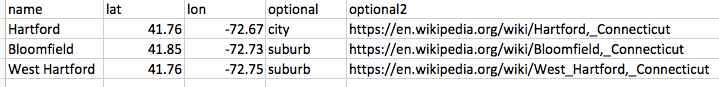 name lat lon optional optional2
Hartford 41.76 -72.67 city https://en.wikipedia.org/wiki/Hartford,_Connecticut
Bloomfield 41.85 -72.73 suburb https://en.wikipedia.org/wiki/Bloomfield,_Connecticut
West Hartford 41.76 -72.75 suburb https://en.wikipedia.org/wiki/West_Hartford,_Connecticut